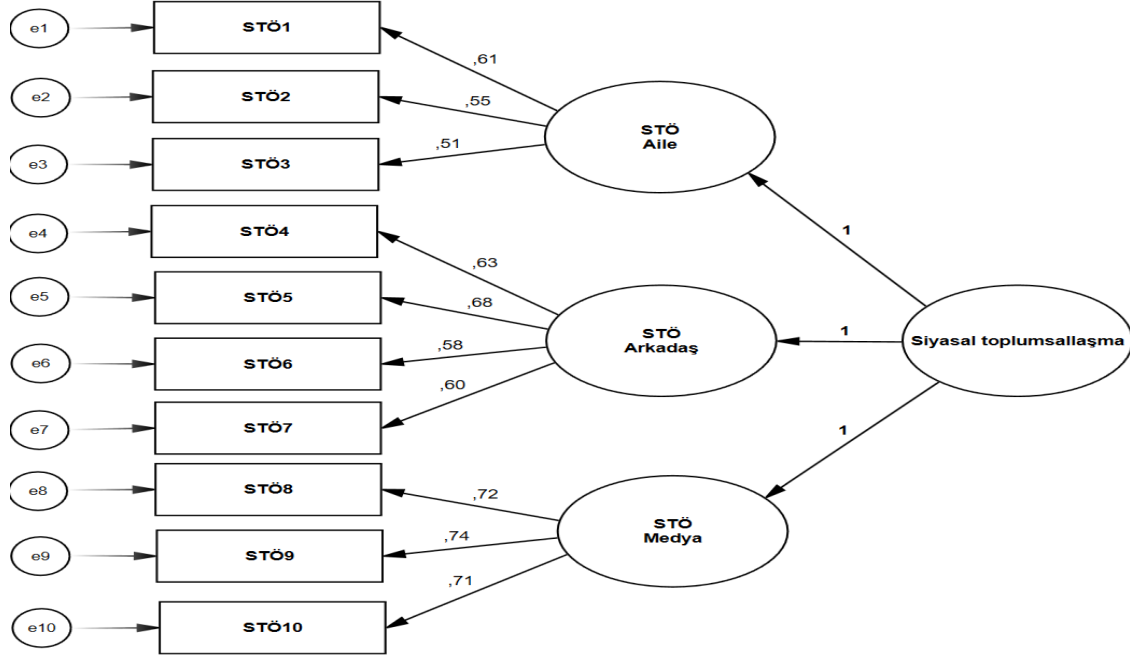 e1
STÖ1
,61
e2
STÖ2
,55
STÖ
Aile
e3
STÖ3
,51
e4
STÖ4
,63
1
e5
STÖ5
,68
e6
STÖ6
,58
STÖ
Arkadaş
1
Siyasal toplumsallaşma
e7
STÖ7
,60
1
e8
STÖ8
,72
e9
STÖ9
,74
STÖ
Medya
e10
STÖ10
,71